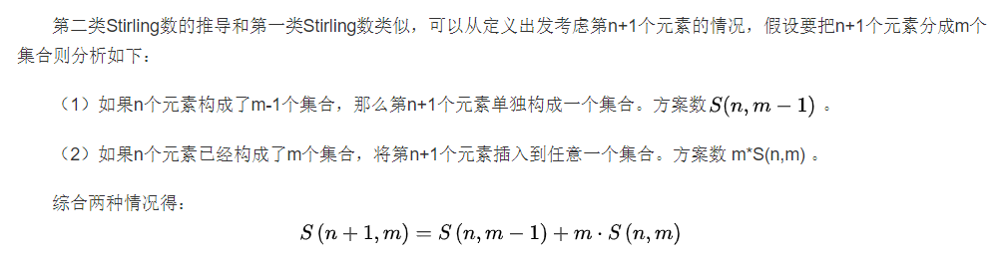 第二类Stirling数的推导和第一类Stirling数类似，可以从定义出发考虑第n+1个元素的情况，假设要把n+1个元素分成m个
集合则分析如下：
（1）如果n个元素构成了m-1个集合，那么第n+1个元素单独构成一个集合。方案数S(n, m − 1) 。
（2）如果n个元素已经构成了m个集合，将第n+1个元素插入到任意一个集合。方案数 m*S(n,m) 。
综合两种情况得：
S (n + 1, m) = S (n, m − 1) + m · S (n, m)